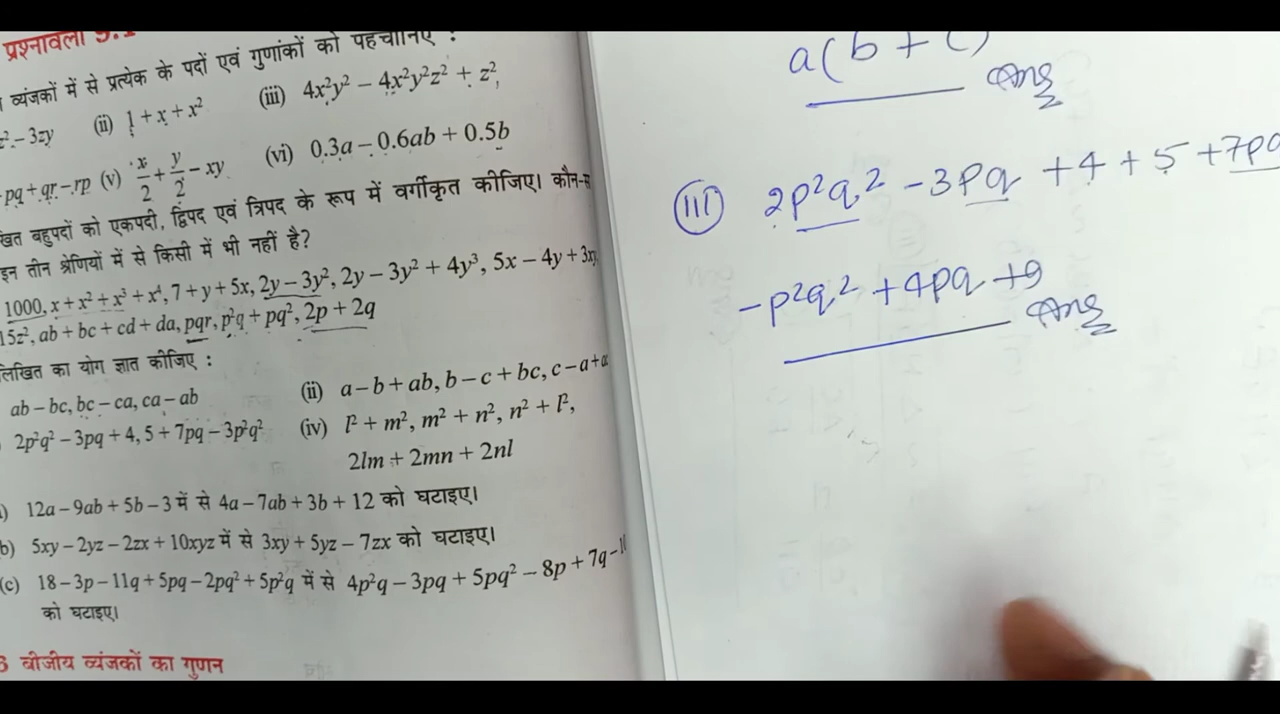 प्रश्नावली 9.1
व्यंजकों में से प्रत्येक के पदों एवं गुणांकों को पहचानिए :
z² – 3zy (ii) 1 + x + x² (iii) 4x²y² – 4x²y²z² + z²,
pq + qr – rp (v) x/2 + y/2 – xy (vi) 0.3a – 0.6ab + 0.5b
बहुपदों को एकपदी, द्विपद एवं त्रिपद के रूप में वर्गीकृत कीजिए। कौन-स
इन तीन श्रेणियों में से किसी में भी नहीं है?
1000, x + x² + x³ + x⁴, 7 + y + 5x, 2y – 3y², 2y – 3y² + 4y³, 5x – 4y + 3xy,
15z², ab + bc + cd + da, pqr, p²q + pq², 2p + 2q
का योग ज्ञात कीजिए :
ab – bc, bc – ca, ca – ab (ii) a – b + ab, b – c + bc, c – a + a
2p²q² – 3pq + 4, 5 + 7pq – 3p²q² (iv) l² + m², m² + n², n² + l²,
2lm + 2mn + 2nl
12a – 9ab + 5b – 3 में से 4a – 7ab + 3b + 12 को घटाइए।
b) 5xy – 2yz – 2zx + 10xyz में से 3xy + 5yz – 7zx को घटाइए।
(c) 18 – 3p – 11q + 5pq – 2pq² + 5p²q में से 4p²q – 3pq + 5pq² – 8p + 7q – 1
को घटाइए।
बीजीय व्यंजकों का गुणन
a(b + c)
Ans
(III) 2p²q² - 3pq + 4 + 5 + 7pq
-p²q² + 4pq + 9
Ans